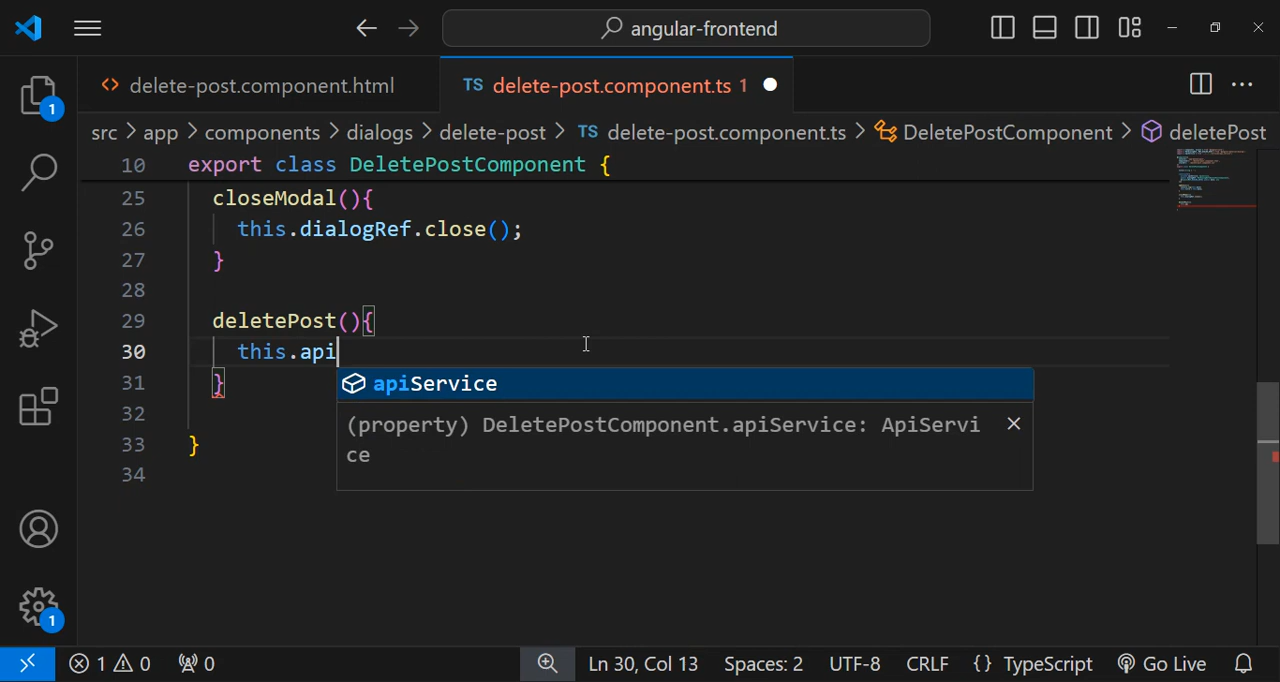 angular-frontend
delete-post.component.html
TS delete-post.component.ts 1
src > app > components > dialogs > delete-post > TS delete-post.component.ts > DeletePostComponent > deletePost
10 export class DeletePostComponent {
25 closeModal(){
26 this.dialogRef.close();
27 }
28
29 deletePost(){
30 this.api
31 }
32
33 }
34
apiService
(property) DeletePostComponent.apiService: ApiServi
ce
1
1
1 0 0 Ln 30, Col 13 Spaces: 2 UTF-8 CRLF {} TypeScript Go Live